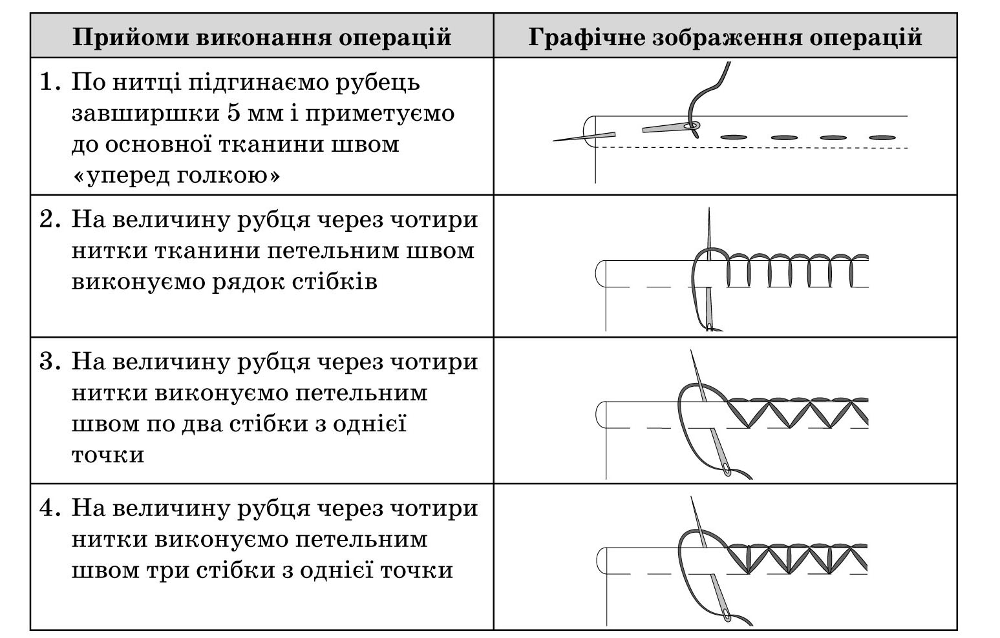 Прийоми виконання операцій
Графічне зображення операцій
1. По нитці підгинаємо рубець
завширшки 5 мм і приметуємо
до основної тканини швом
«уперед голкою»
2. На величину рубця через чотири
нитки тканини петельним швом
виконуємо рядок стібків
3. На величину рубця через чотири
нитки виконуємо петельним
швом по два стібки з однієї
точки
4. На величину рубця через чотири
нитки виконуємо петельним
швом три стібки з однієї точки